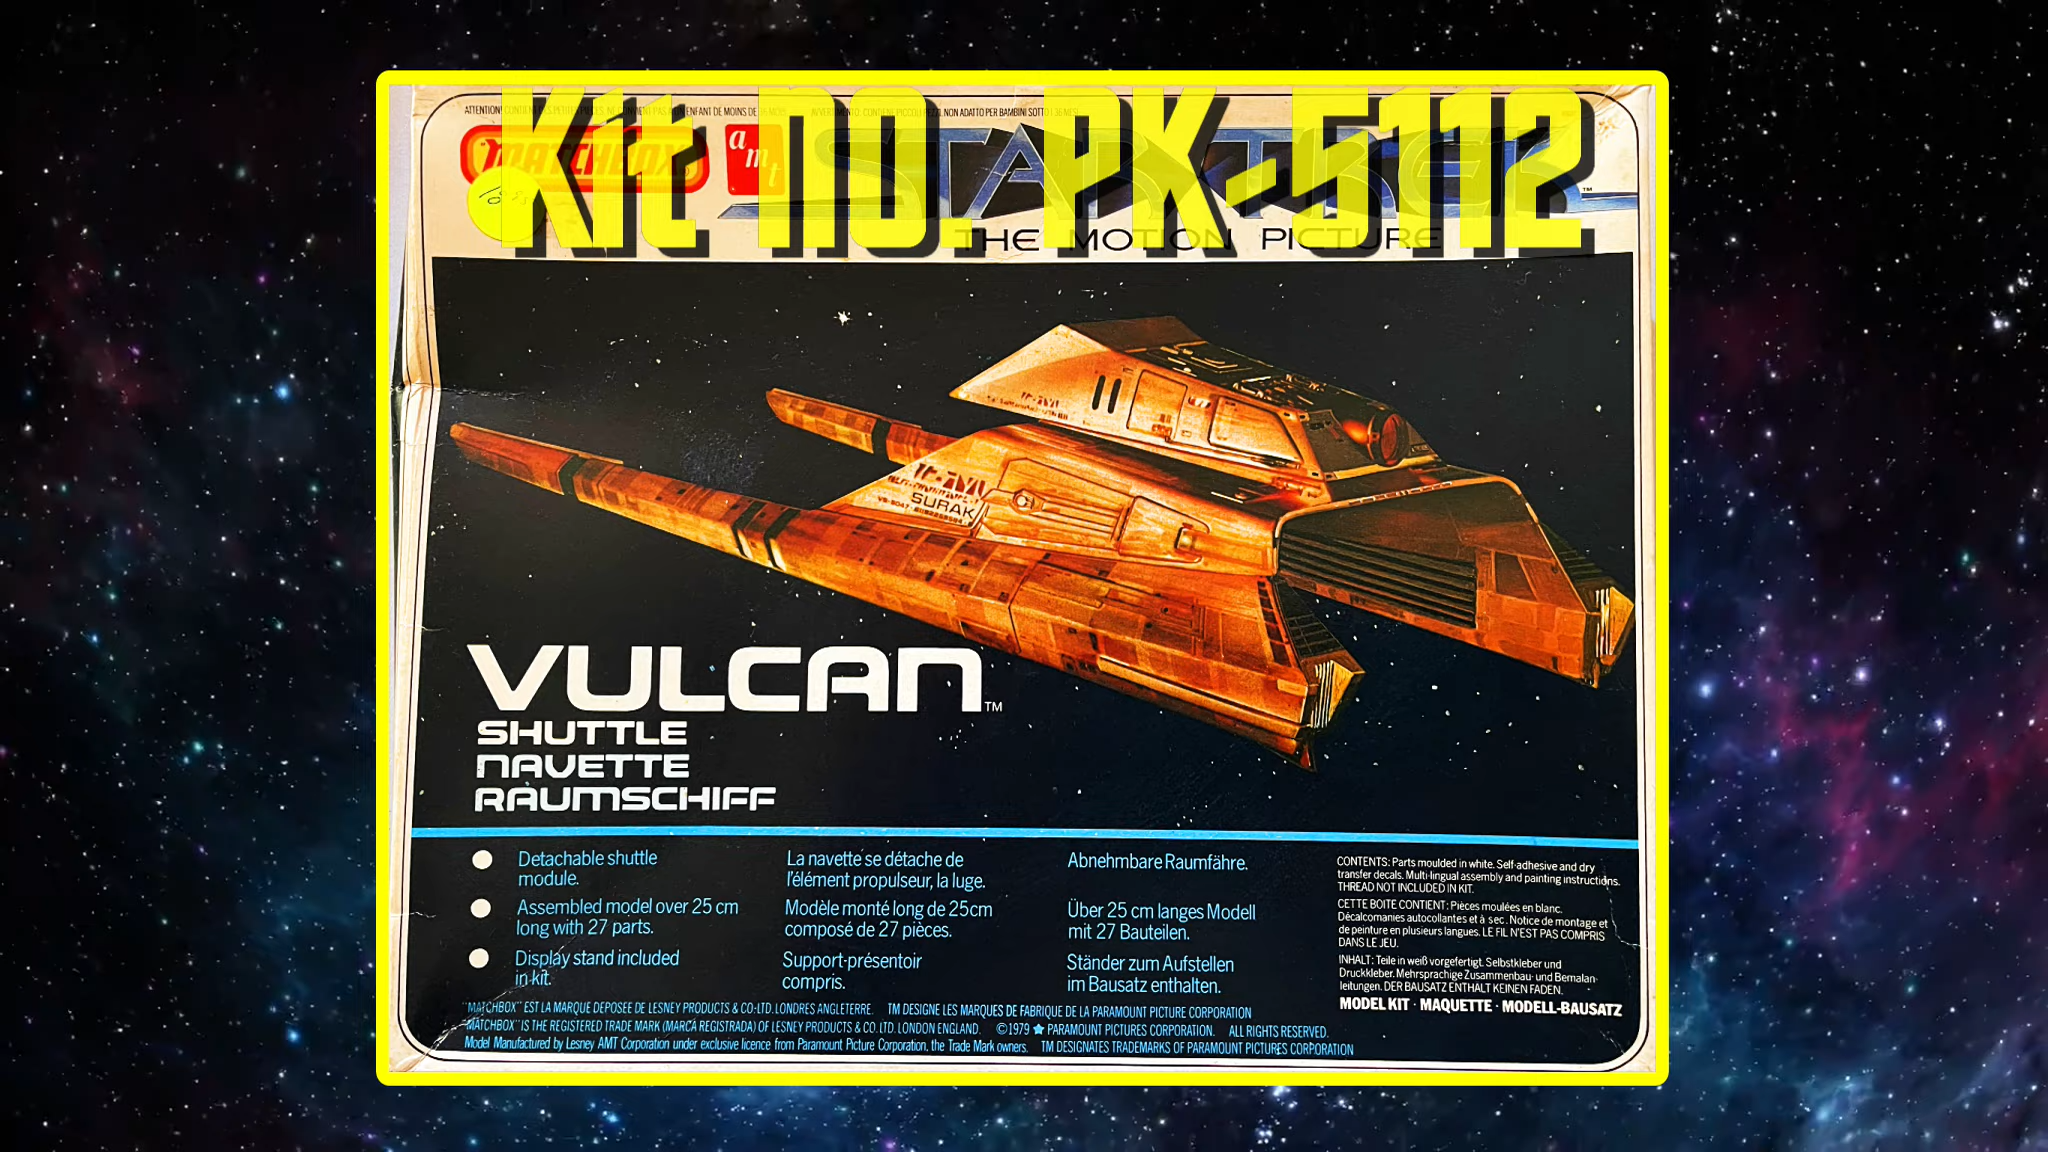 Kit NO. PK-5112
MATCHBOX
amt
STAR TREK
THE MOTION PICTURE
SURAK
VULCAN™
SHUTTLE
NAVETTE
RAUMSCHIFF
Detachable shuttle
module.
Assembled model over 25 cm
long with 27 parts.
Display stand included
in kit.
La navette se détache de
l'élément propulseur, la luge.
Modèle monté long de 25cm
composé de 27 pièces.
Support-présentoir
compris.
Abnehmbare Raumfähre.
Über 25 cm langes Modell
mit 27 Bauteilen.
Ständer zum Aufstellen
im Bausatz enthalten.
CONTENTS: Parts moulded in white. Self-adhesive and dry
transfer decals. Multi-lingual assembly and painting instructions.
THREAD NOT INCLUDED IN KIT.
CETTE BOITE CONTIENT: Pièces moulées en blanc.
Décalcomanies autocollantes et à sec. Notice de montage et
de peinture en plusieurs langues. LE FIL N'EST PAS COMPRIS
DANS LE JEU.
INHALT: Teile in weiß vorgefertigt. Selbstkleber und
Druckkleber. Mehrsprachige Zusammenbau- und Bemalan-
leitungen. DER BAUSATZ ENTHALT KEINEN FADEN.
MODEL KIT · MAQUETTE · MODELL-BAUSATZ
"MATCHBOX" EST LA MARQUE DEPOSEE DE LESNEY PRODUCTS & CO·LTD. LONDRES ANGLETERRE. TM DESIGNE LES MARQUES DE FABRIQUE DE LA PARAMOUNT PICTURE CORPORATION
"MATCHBOX" IS THE REGISTERED TRADE MARK (MARCA REGISTRADA) OF LESNEY PRODUCTS & CO. LTD. LONDON ENGLAND. ©1979 ★ PARAMOUNT PICTURES CORPORATION. ALL RIGHTS RESERVED.
Model Manufactured by Lesney AMT Corporation under exclusive licence from Paramount Picture Corporation, the Trade Mark owners. TM DESIGNATES TRADEMARKS OF PARAMOUNT PICTURES CORPORATION